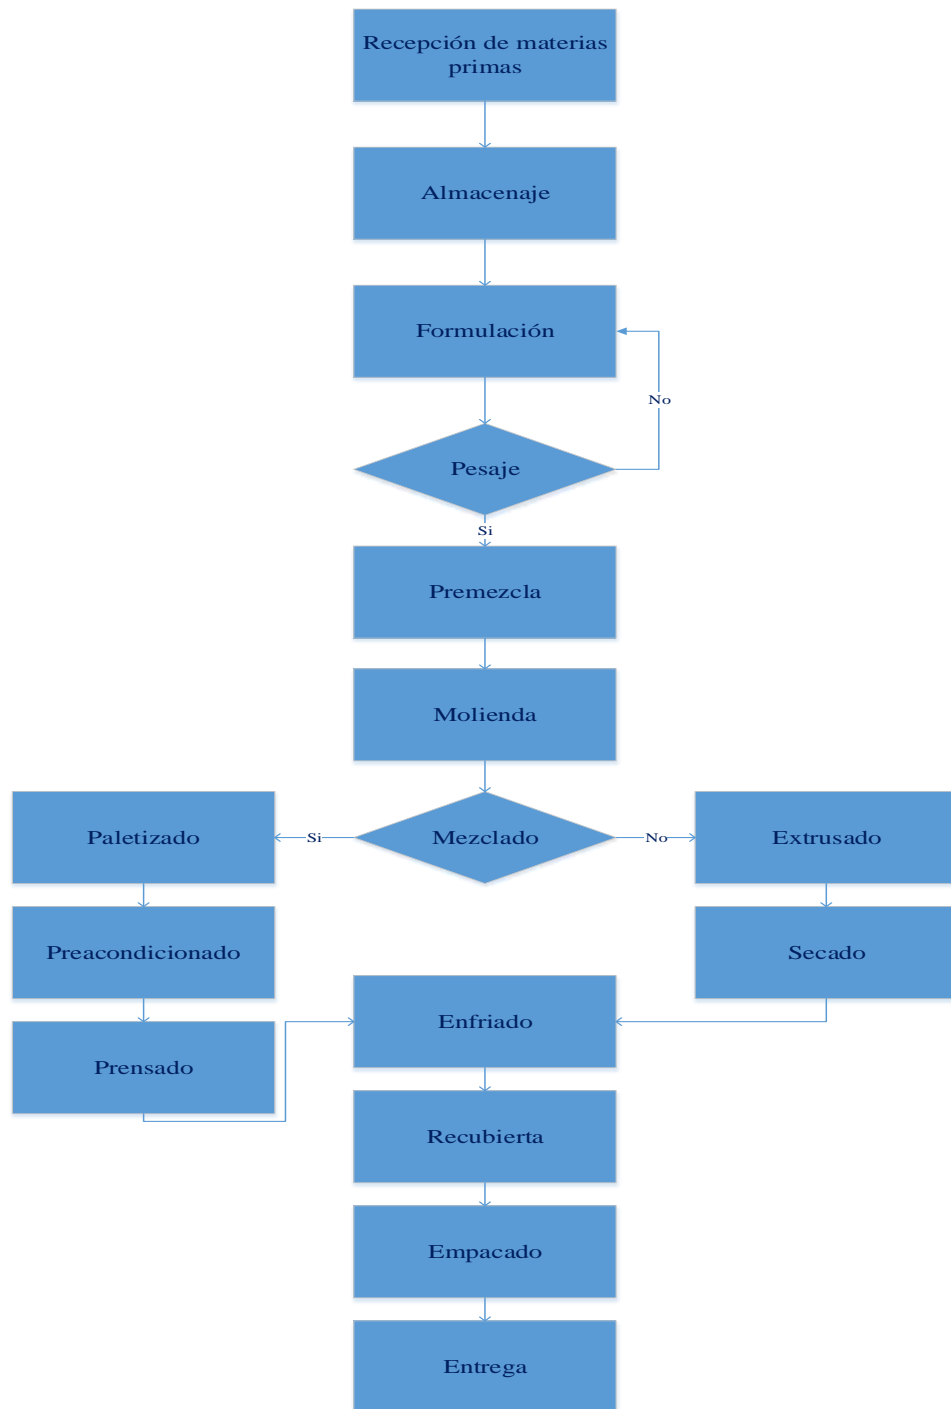 Recepción de materias
primas
Almacenaje
Formulación
No
Pesaje
Si
Premezcla
Molienda
Paletizado
Si
Mezclado
No
Extrusado
Preacondicionado
Secado
Enfriado
Prensado
Recubierta
Empacado
Entrega